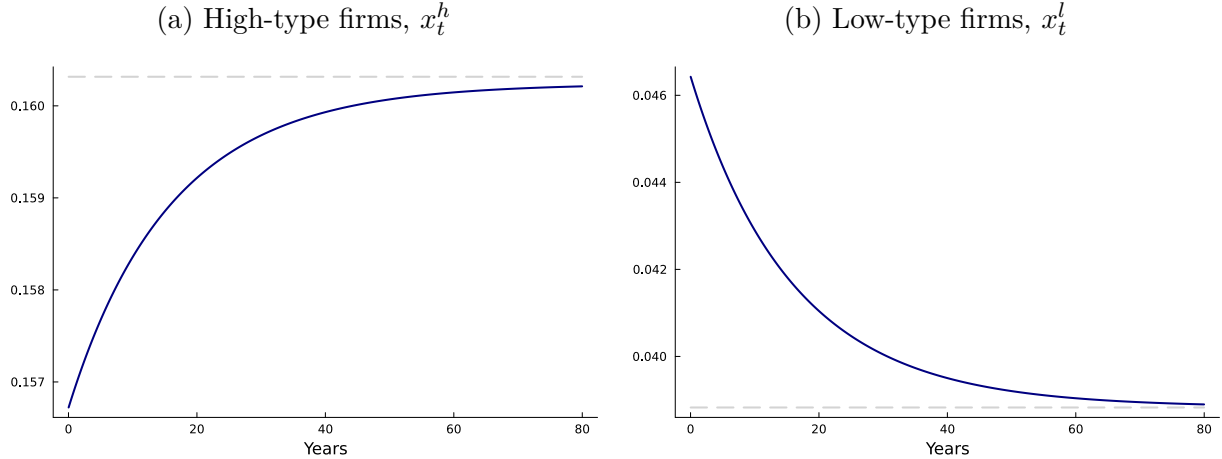 (a) High-type firms, x_t^h
0.160
0.159
0.158
0.157
0 20 40 60 80
Years
(b) Low-type firms, x_t^l
0.046
0.044
0.042
0.040
0 20 40 60 80
Years